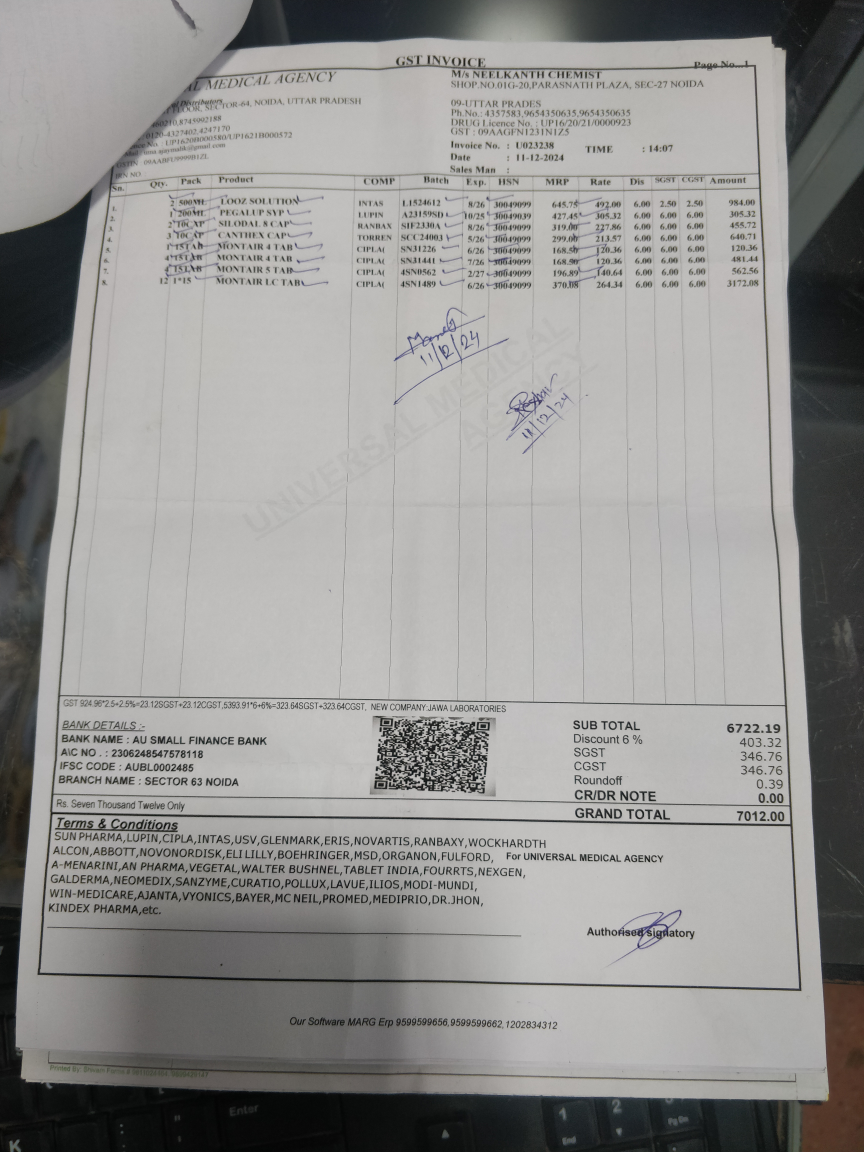 GST INVOICE
Page No...1
L MEDICAL AGENCY
M/s NEELKANTH CHEMIST
SHOP.NO.01G-20,PARASNATH PLAZA, SEC-27 NOIDA
Distributors
FLOOR, SECTOR-64, NOIDA, UTTAR PRADESH
09-UTTAR PRADES
Ph.No.: 4357583,9654350635,9654350635
DRUG Licence No. : UP16/20/21/0000923
GST : 09AAGFN1231N1Z5
8745992188
0120-4327402,4247170
Invoice No. : U023238
TIME : 14:07
Date : 11-12-2024
Sales Man :
Sn. Qty. Pack Product COMP Batch Exp. HSN MRP Rate Dis SGST CGST Amount
1. 2 500ML LOOZ SOLUTION INTAS L1524612 8/26 30049099 645.75 492.00 6.00 2.50 2.50 984.00
2. 1 200ML PEGALUP SYP LUPIN A23159SD 10/25 30049039 427.45 305.32 6.00 6.00 6.00 305.32
3. 2 10CAP SILODAL 8 CAP RANBAX SIF2330A 8/26 30049099 319.00 227.86 6.00 6.00 6.00 455.72
4. 3 10CAP CANTHEX CAP TORREN SCC24003 5/26 30049099 299.00 213.57 6.00 6.00 6.00 640.71
5. 1 15TAB MONTAIR 4 TAB CIPLA( SN31226 6/26 30049099 168.50 120.36 6.00 6.00 6.00 120.36
6. 4 15TAB MONTAIR 4 TAB CIPLA( SN31441 7/26 30049099 168.50 120.36 6.00 6.00 6.00 481.44
7. 4 15TAB MONTAIR 5 TAB CIPLA( 4SN0562 2/27 30049099 196.89 140.64 6.00 6.00 6.00 562.56
8. 12 1*15 MONTAIR LC TAB CIPLA( 4SN1489 6/26 30049099 370.08 264.34 6.00 6.00 6.00 3172.08
11/12/24
11/12/24
UNIVERSAL MEDICAL
AGENCY
GST 924.96*2.5+2.5%=23.12SGST+23.12CGST,5393.91*6+6%=323.64SGST+323.64CGST, NEW COMPANY:JAWA LABORATORIES
BANK DETAILS :-
BANK NAME : AU SMALL FINANCE BANK
A\C NO . : 2306248547578118
IFSC CODE : AUBL0002485
BRANCH NAME : SECTOR 63 NOIDA
SUB TOTAL 6722.19
Discount 6 % 403.32
SGST 346.76
CGST 346.76
Roundoff 0.39
CR/DR NOTE 0.00
Rs. Seven Thousand Twelve Only
GRAND TOTAL 7012.00
Terms & Conditions
SUN PHARMA,LUPIN,CIPLA,INTAS,USV,GLENMARK,ERIS,NOVARTIS,RANBAXY,WOCKHARDTH
ALCON,ABBOTT,NOVONORDISK,ELI LILLY,BOEHRINGER,MSD,ORGANON,FULFORD,
For UNIVERSAL MEDICAL AGENCY
A-MENARINI,AN PHARMA,VEGETAL,WALTER BUSHNEL,TABLET INDIA,FOURRTS,NEXGEN,
GALDERMA,NEOMEDIX,SANZYME,CURATIO,POLLUX,LAVUE,ILIOS,MODI-MUNDI,
WIN-MEDICARE,AJANTA,VYONICS,BAYER,MC NEIL,PROMED,MEDIPRIO,DR.JHON,
KINDEX PHARMA,etc.
Authorised signatory
Our Software MARG Erp 9599599656,9599599662,1202834312
Enter
1
End
2
Pg Dn
K